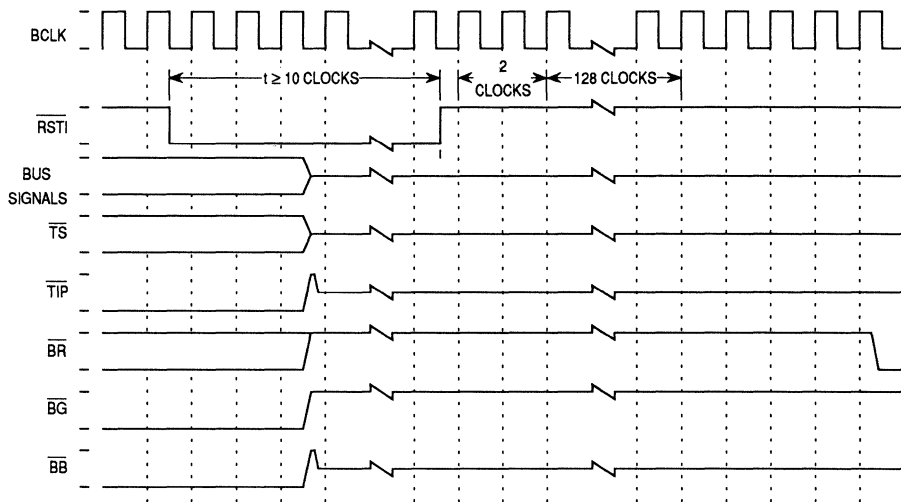 BCLK
t ≥ 10 CLOCKS
2
CLOCKS
128 CLOCKS
RSTI
BUS
SIGNALS
TS
TIP
BR
BG
BB